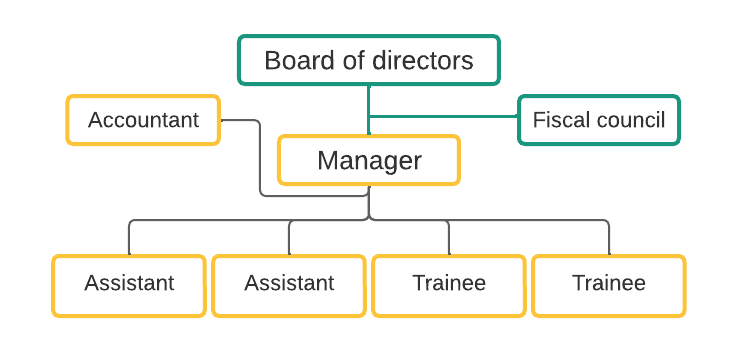 Board of directors
Accountant
Fiscal council
Manager
Assistant
Assistant
Trainee
Trainee